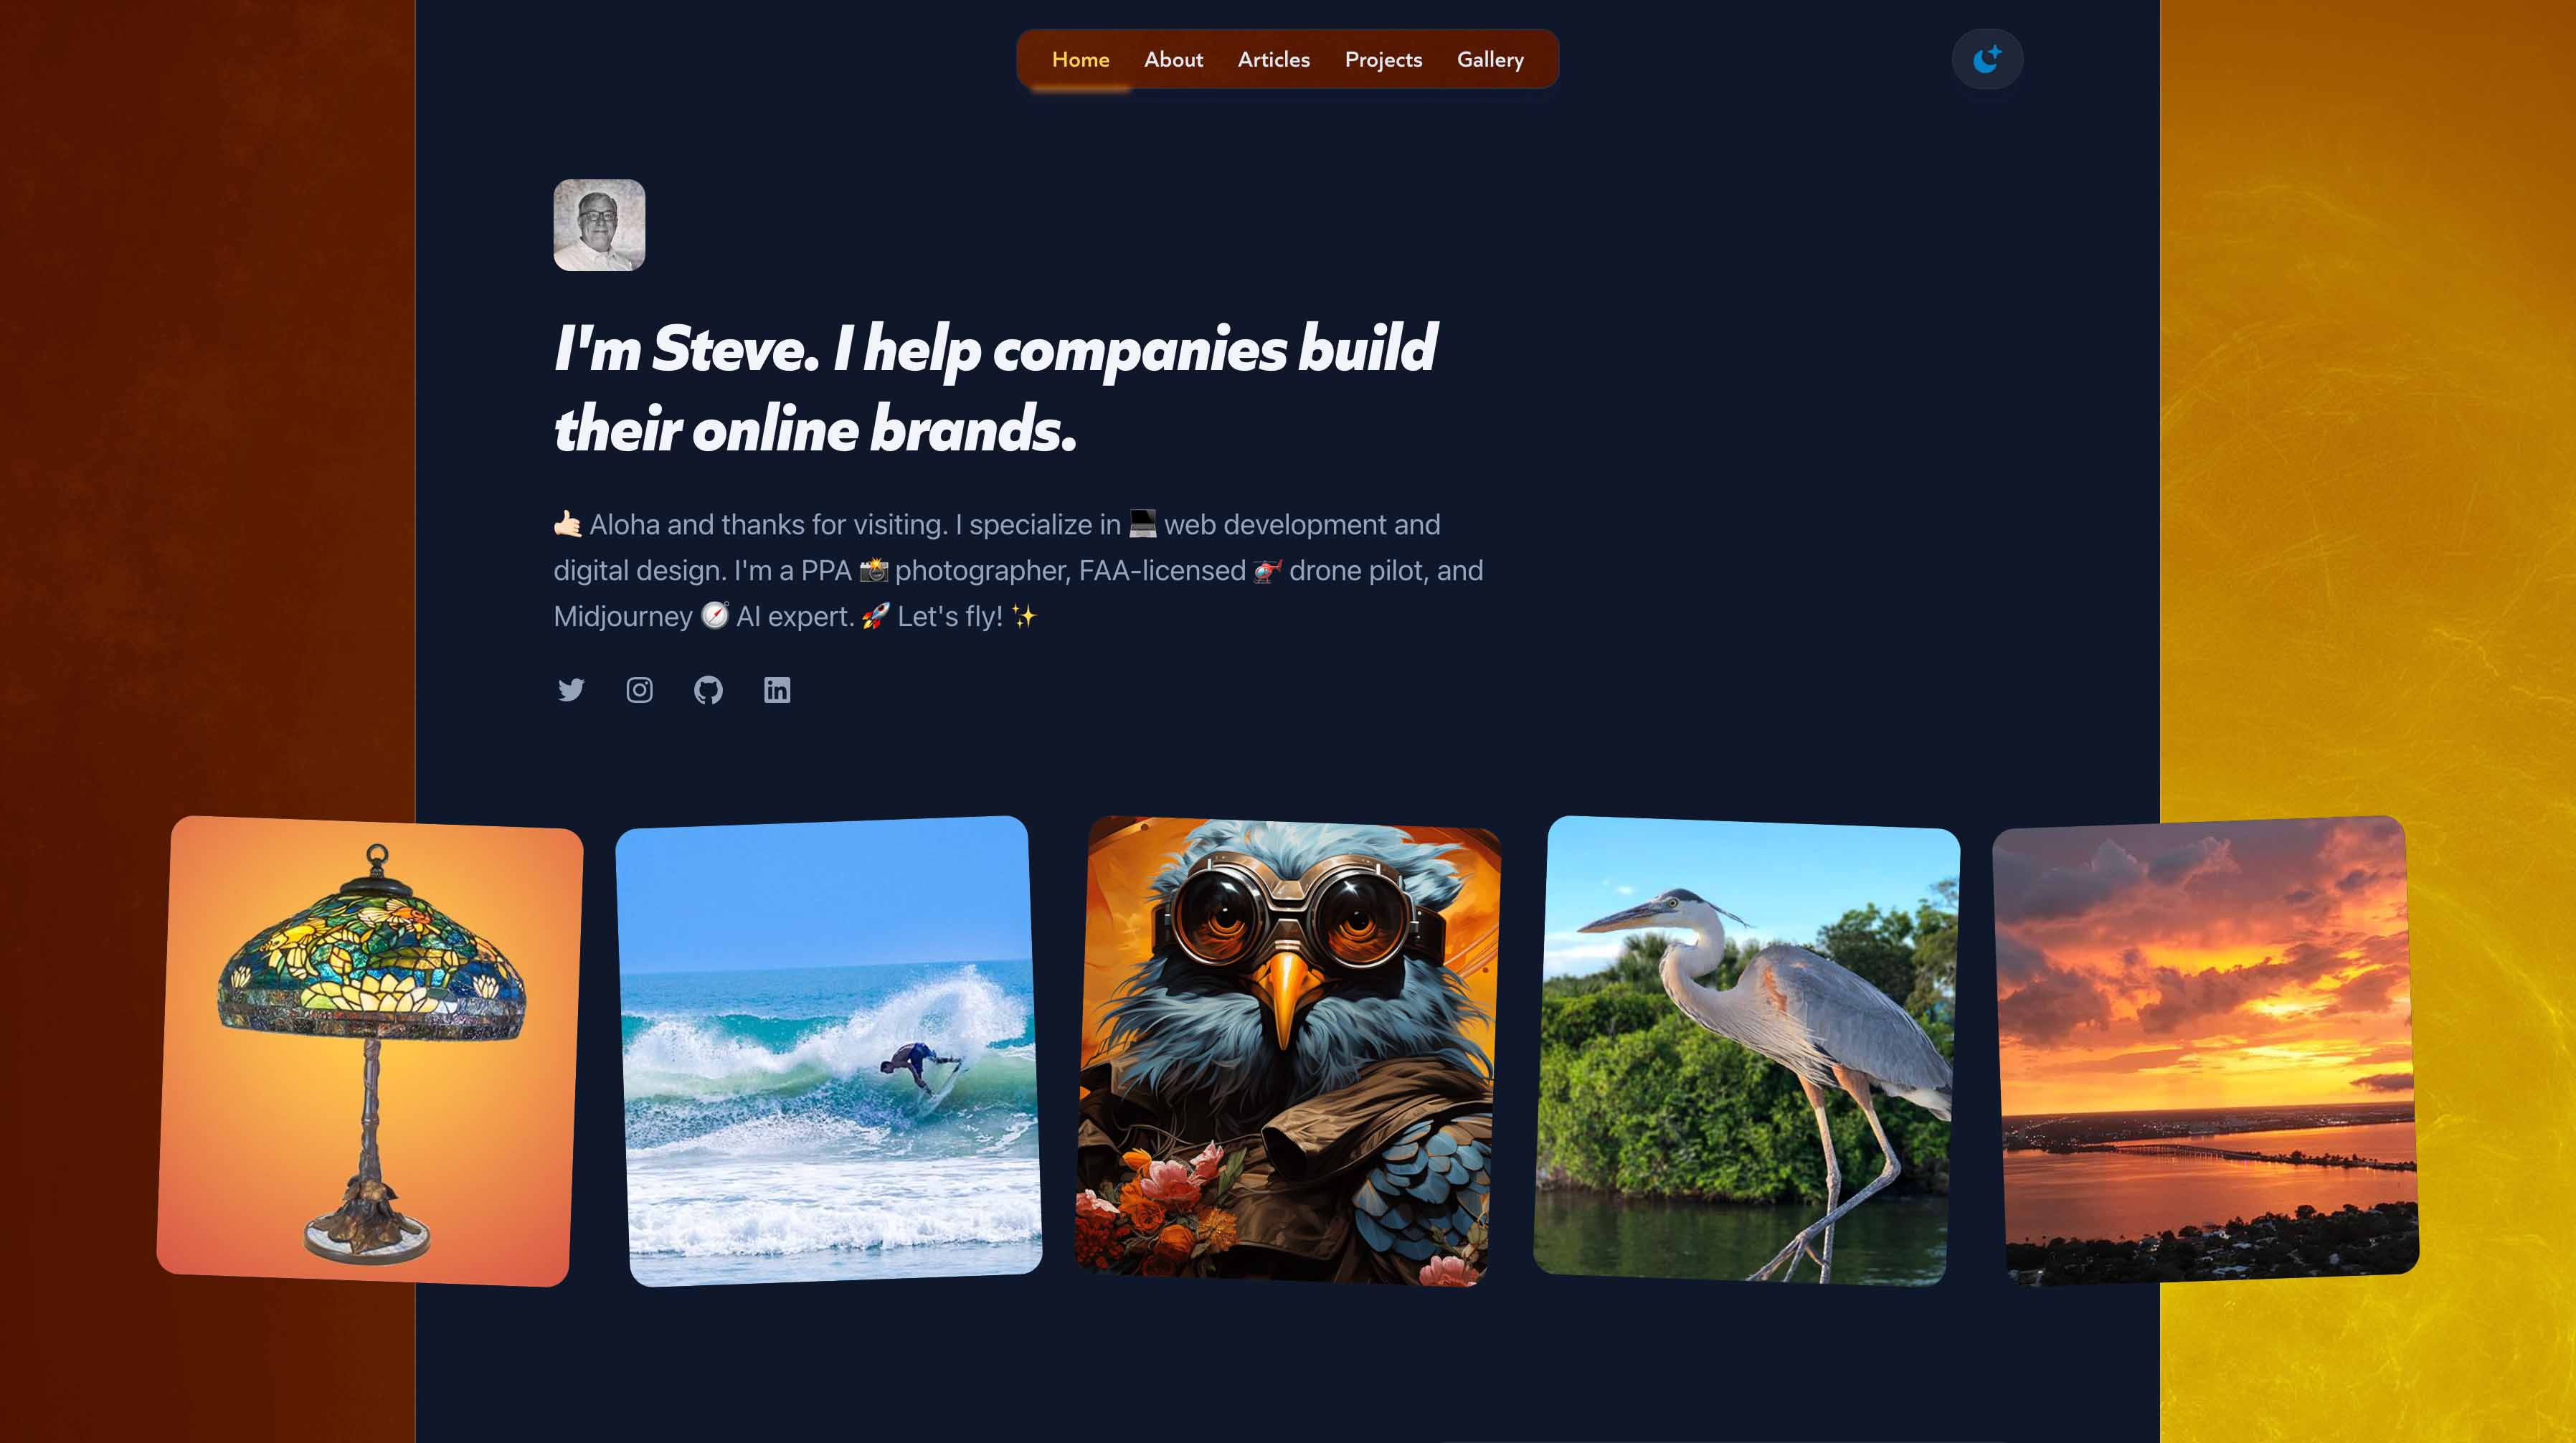 Home About Articles Projects Gallery
I'm Steve. I help companies build
their online brands.
🤙🏻 Aloha and thanks for visiting. I specialize in 💻 web development and
digital design. I'm a PPA 📸 photographer, FAA-licensed 🚁 drone pilot, and
Midjourney 🧭 AI expert. 🚀 Let's fly! ✨